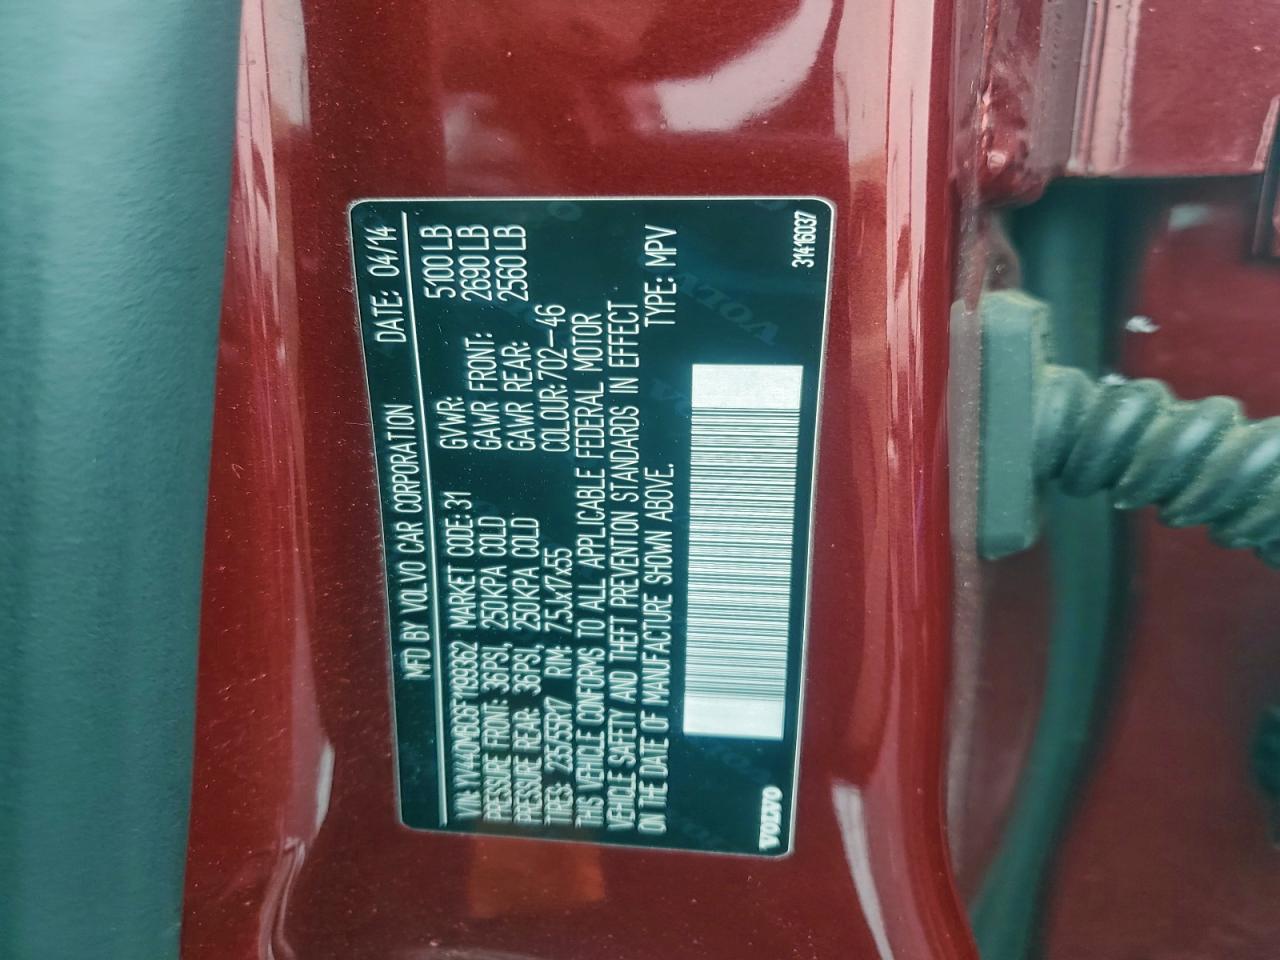 MFD BY VOLVO CAR CORPORATION DATE: 04/14
VIN: YV440MBC6F1199362 MARKET CODE: 31 GVWR: 5100 LB
PRESSURE FRONT: 36PSI, 250KPA COLD GAWR FRONT: 2690 LB
PRESSURE REAR: 36PSI, 250KPA COLD GAWR REAR: 2560 LB
TIRES: 235/55R17 RIM: 7,5Jx17x55 COLOUR: 702-46
THIS VEHICLE CONFORMS TO ALL APPLICABLE FEDERAL MOTOR
VEHICLE SAFETY AND THEFT PREVENTION STANDARDS IN EFFECT
ON THE DATE OF MANUFACTURE SHOWN ABOVE. TYPE: MPV
VOLVO 31416037